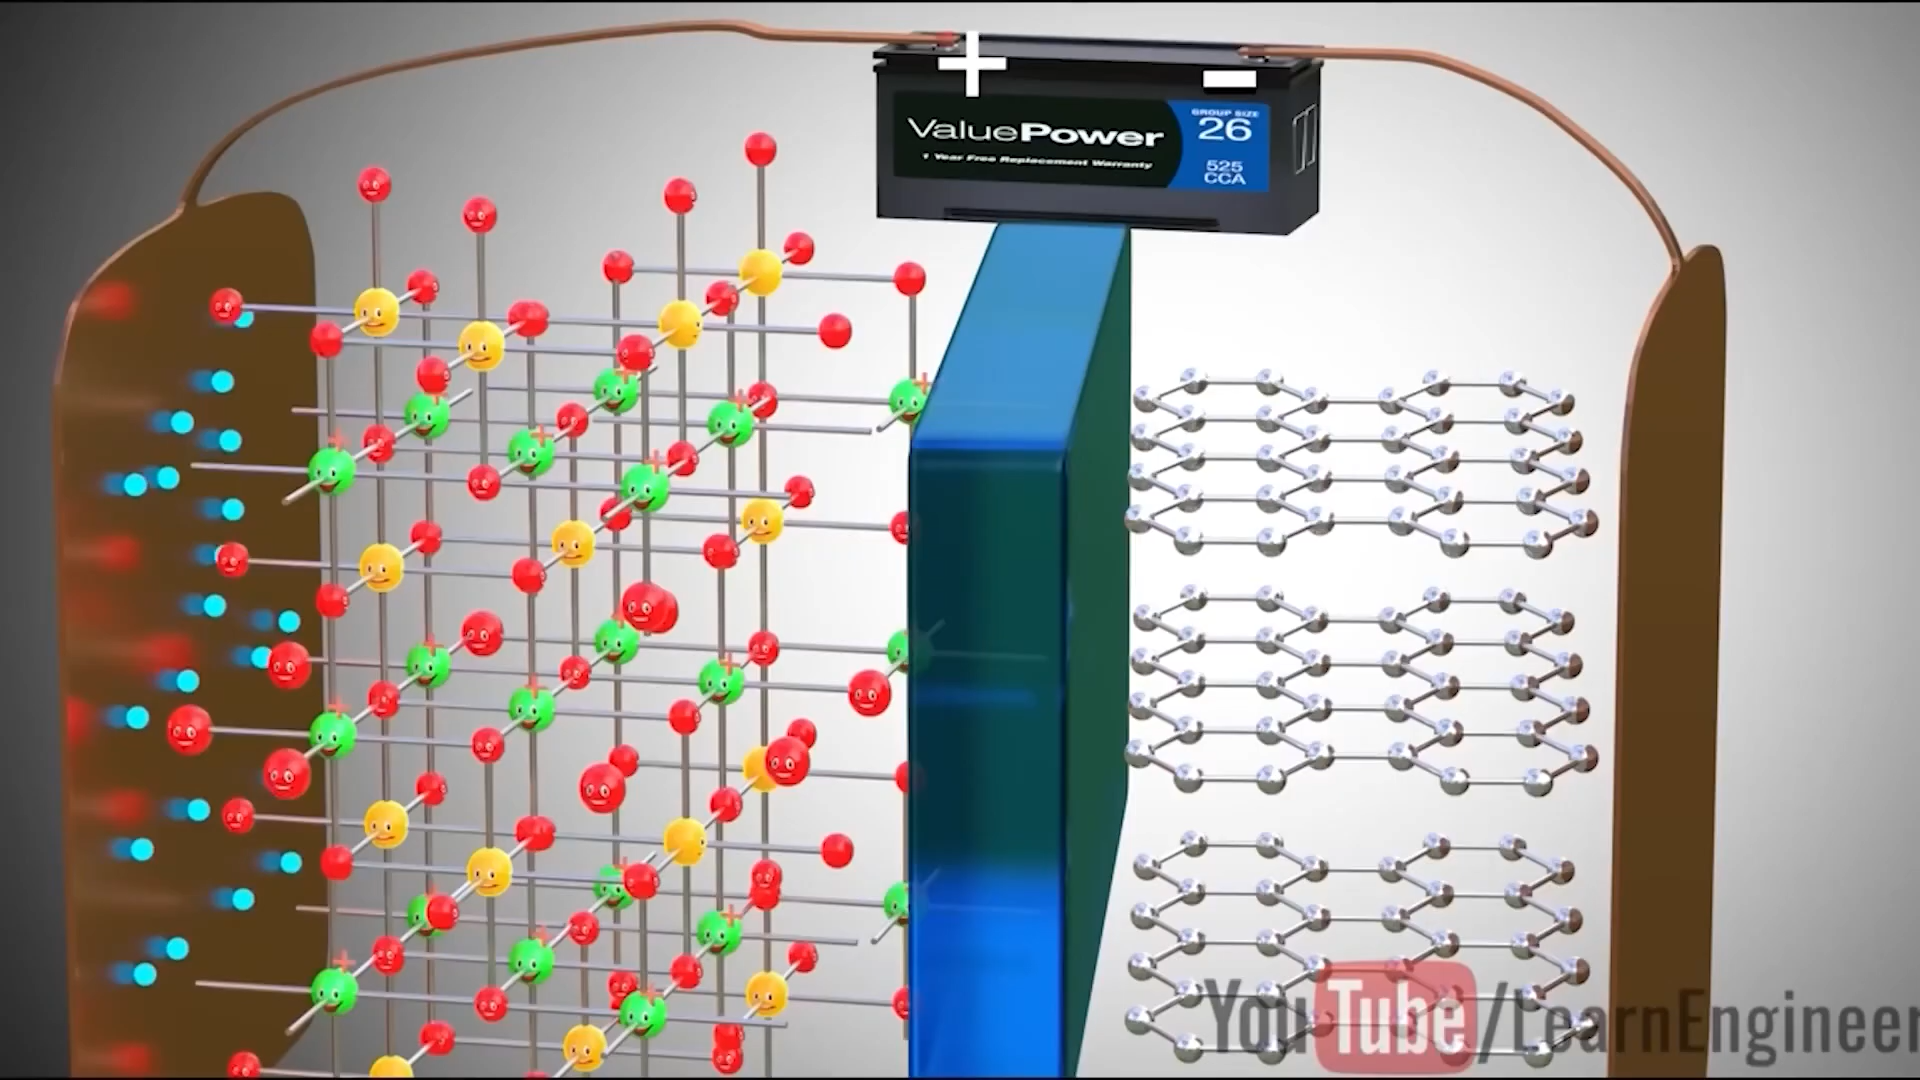 + -
ValuePower
1 Year Free Replacement Warranty
GROUP SIZE
26
525
CCA
YouTube/LearnEngineer